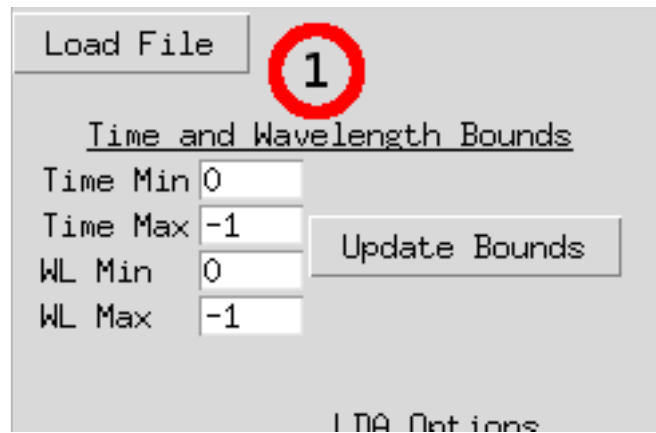 Load File
1
Time and Wavelength Bounds
Time Min 0
Time Max -1
Update Bounds
WL Min 0
WL Max -1
LDA Options